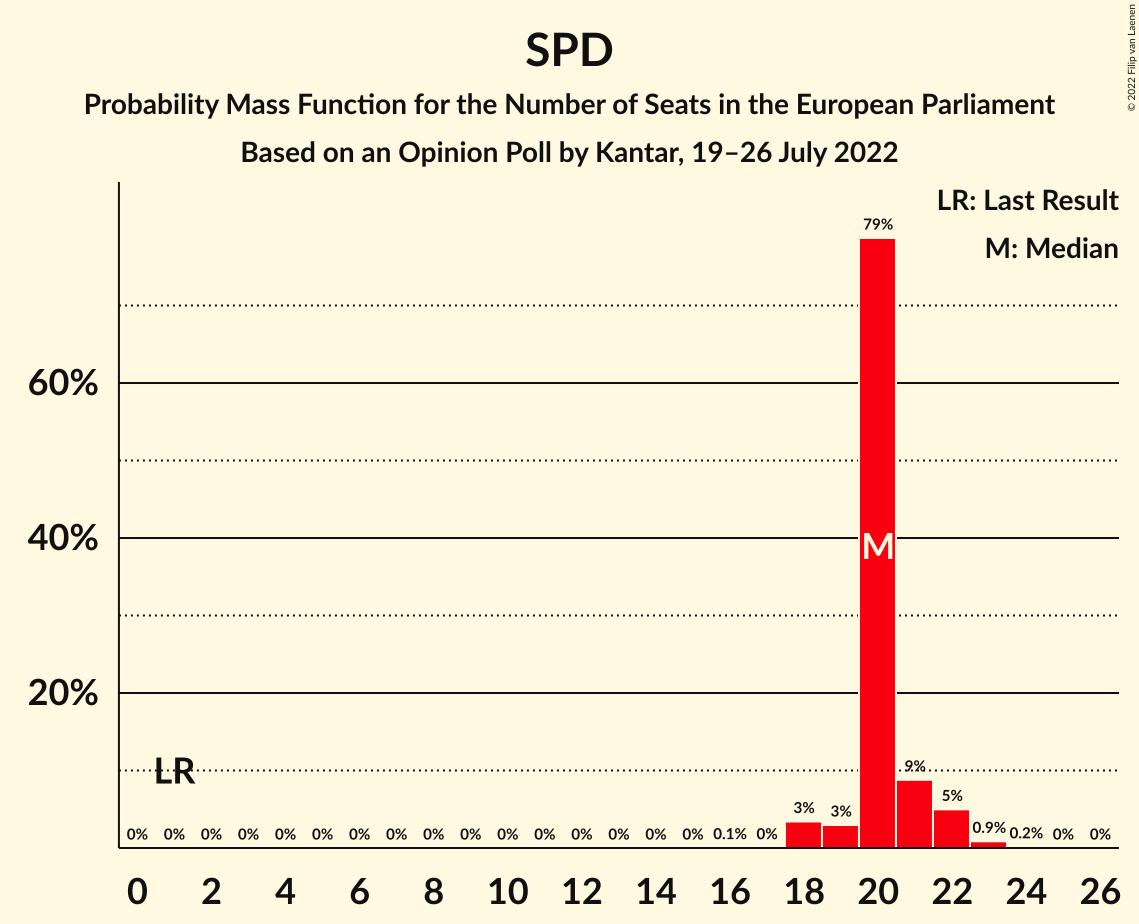 SPD
Probability Mass Function for the Number of Seats in the European Parliament
Based on an Opinion Poll by Kantar, 19–26 July 2022
© 2022 Filip van Laenen
LR: Last Result
M: Median
79%
60%
40%
M
20%
LR
0% 0% 0% 0% 0% 0% 0% 0% 0% 0% 0% 0% 0% 0% 0% 0% 0.1% 0% 3% 3% 9% 5% 0.9% 0.2% 0% 0%
0 2 4 6 8 10 12 14 16 18 20 22 24 26